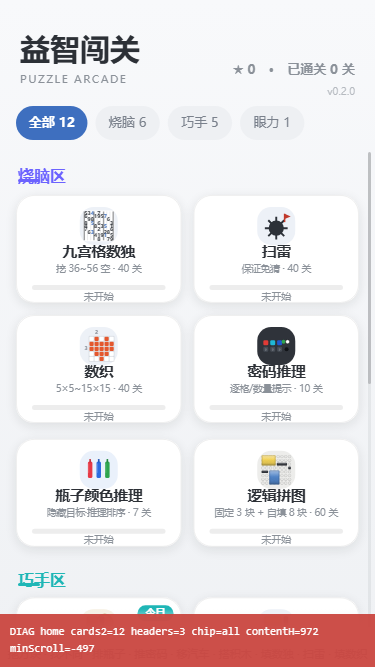 益智闯关
PUZZLE ARCADE
★ 0 • 已通关 0 关
v0.2.0
全部 12
烧脑 6
巧手 5
眼力 1
烧脑区
九宫格数独
挖 36~56 空 · 40 关
未开始
扫雷
保证免猜 · 40 关
未开始
数织
5×5~15×15 · 40 关
未开始
密码推理
逐格/数量提示 · 10 关
未开始
瓶子颜色推理
隐藏目标推理排序 · 7 关
未开始
逻辑拼图
固定 3 块 + 自填 8 块 · 60 关
未开始
巧手区
今日
DIAG home cards2=12 headers=3 chip=all contentH=972
minScroll=-497